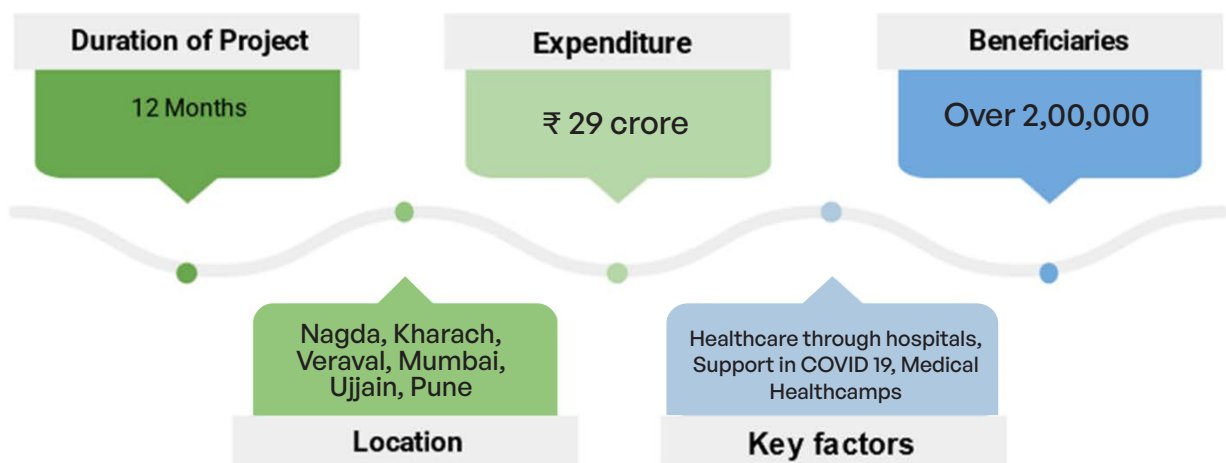 Duration of Project
12 Months
Expenditure
₹ 29 crore
Beneficiaries
Over 2,00,000
Nagda, Kharach,
Veraval, Mumbai,
Ujjain, Pune
Location
Healthcare through hospitals,
Support in COVID 19, Medical
Healthcamps
Key factors